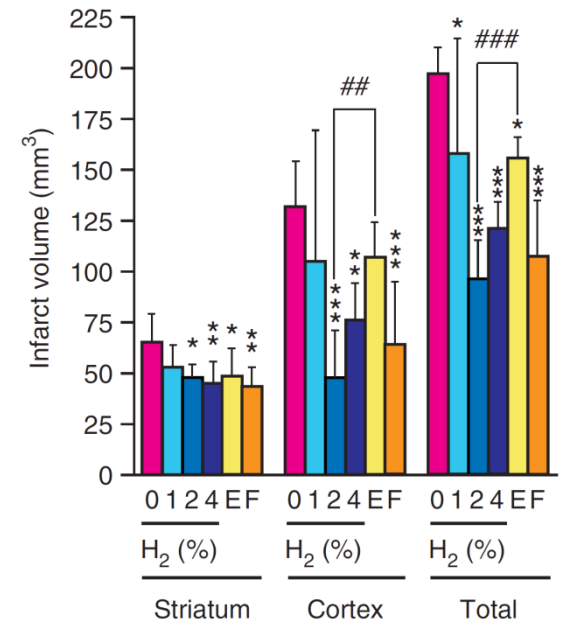 Infarct volume (mm3)
225
200
175
150
125
100
75
50
25
0
* ** * **
*** ** ***
##
* *** *** * ***
###
0 1 2 4 E F
0 1 2 4 E F
0 1 2 4 E F
H2 (%)
H2 (%)
H2 (%)
Striatum
Cortex
Total